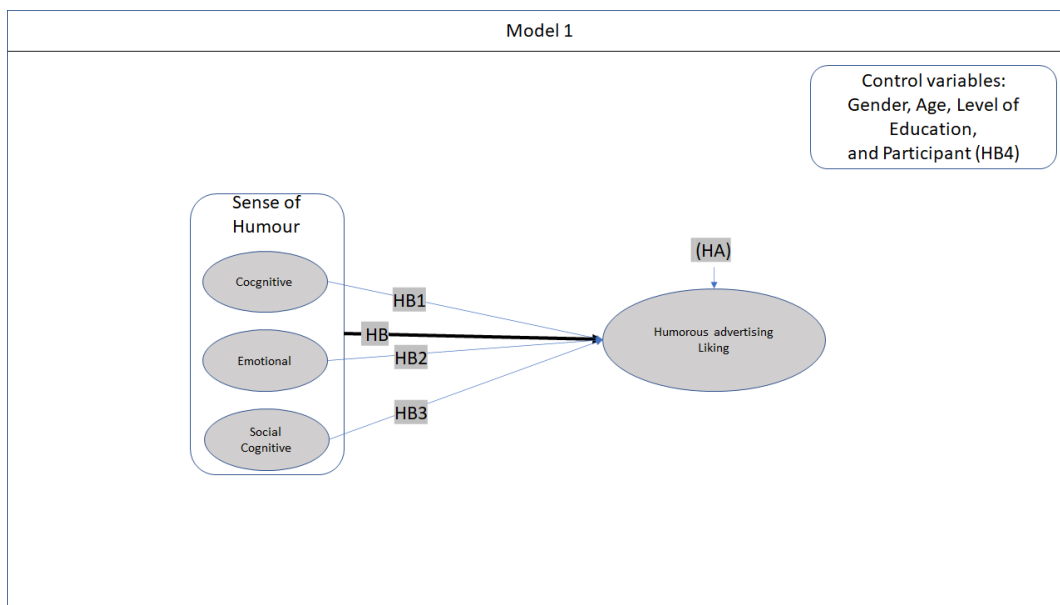 Model 1
Control variables:
Gender, Age, Level of
Education,
and Participant (HB4)
Sense of
Humour
Cocgnitive
Emotional
Social
Cognitive
HB1
HB
HB2
HB3
(HA)
Humorous advertising
Liking